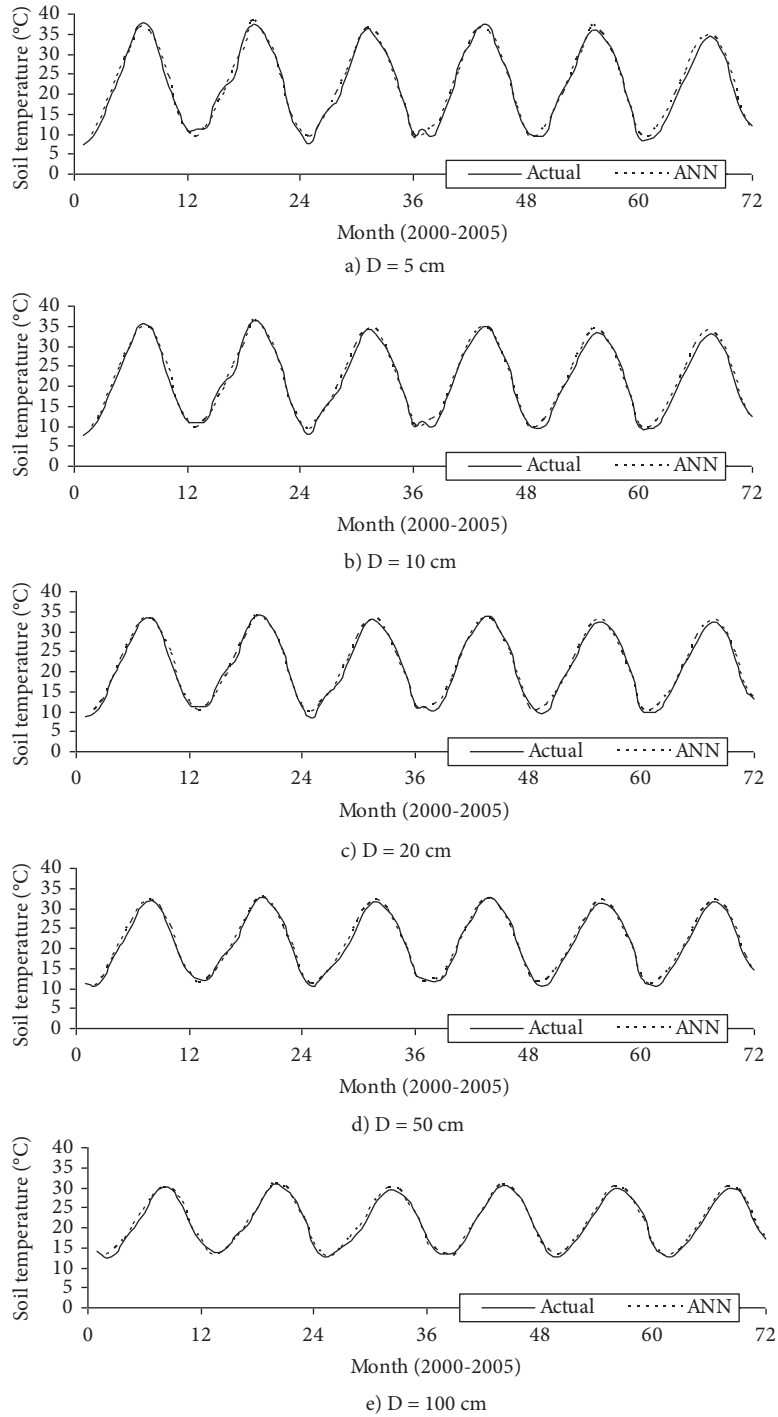 Soil temperature (°C)
40
35
30
25
20
15
10
5
0
Actual ANN
0 12 24 36 48 60 72
Month (2000-2005)
a) D = 5 cm
Soil temperature (°C)
40
35
30
25
20
15
10
5
0
Actual ANN
0 12 24 36 48 60 72
Month (2000-2005)
b) D = 10 cm
Soil temperature (°C)
40
35
30
25
20
15
10
5
0
Actual ANN
0 12 24 36 48 60 72
Month (2000-2005)
c) D = 20 cm
Soil temperature (°C)
40
35
30
25
20
15
10
5
0
Actual ANN
0 12 24 36 48 60 72
Month (2000-2005)
d) D = 50 cm
Soil temperature (°C)
40
35
30
25
20
15
10
5
0
Actual ANN
0 12 24 36 48 60 72
Month (2000-2005)
e) D = 100 cm